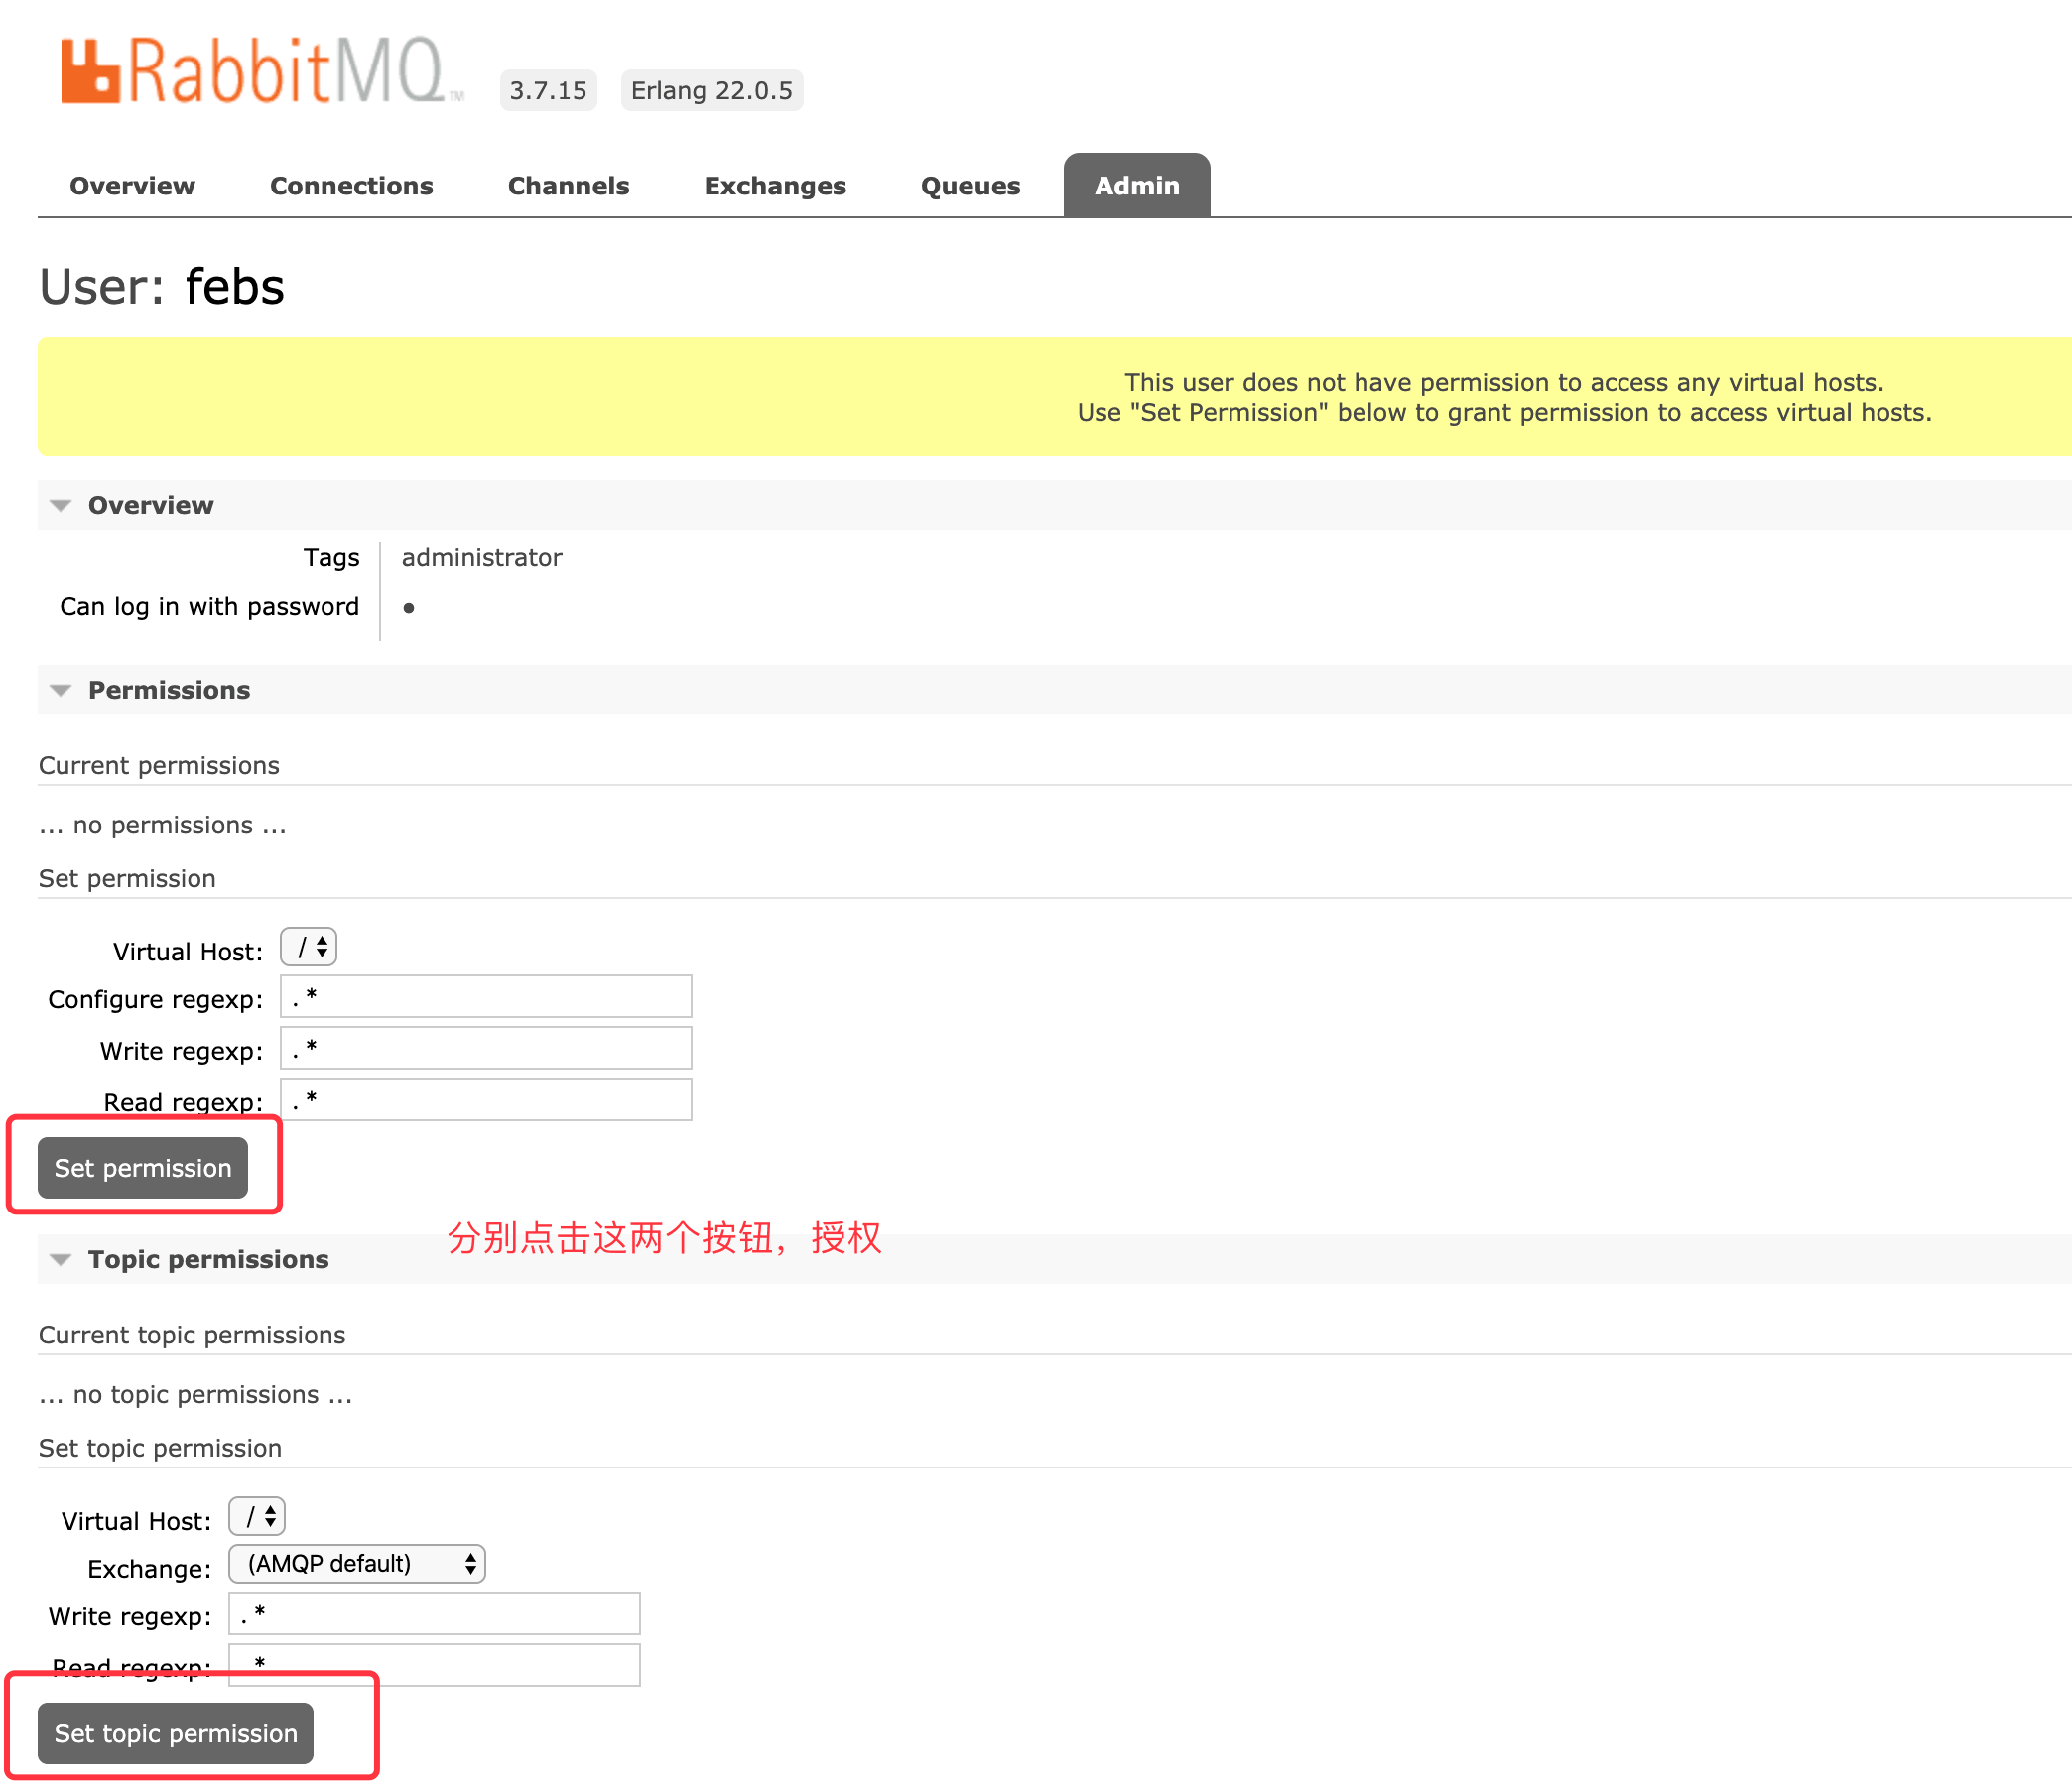 RabbitMQ™ 3.7.15 Erlang 22.0.5
Overview Connections Channels Exchanges Queues Admin
User: febs
This user does not have permission to access any virtual hosts.
Use "Set Permission" below to grant permission to access virtual hosts.
Overview
Tags administrator
Can log in with password ●
Permissions
Current permissions
... no permissions ...
Set permission
Virtual Host: /
Configure regexp: .*
Write regexp: .*
Read regexp: .*
Set permission
分别点击这两个按钮，授权
Topic permissions
Current topic permissions
... no topic permissions ...
Set topic permission
Virtual Host: /
Exchange: (AMQP default)
Write regexp: .*
Read regexp: *
Set topic permission